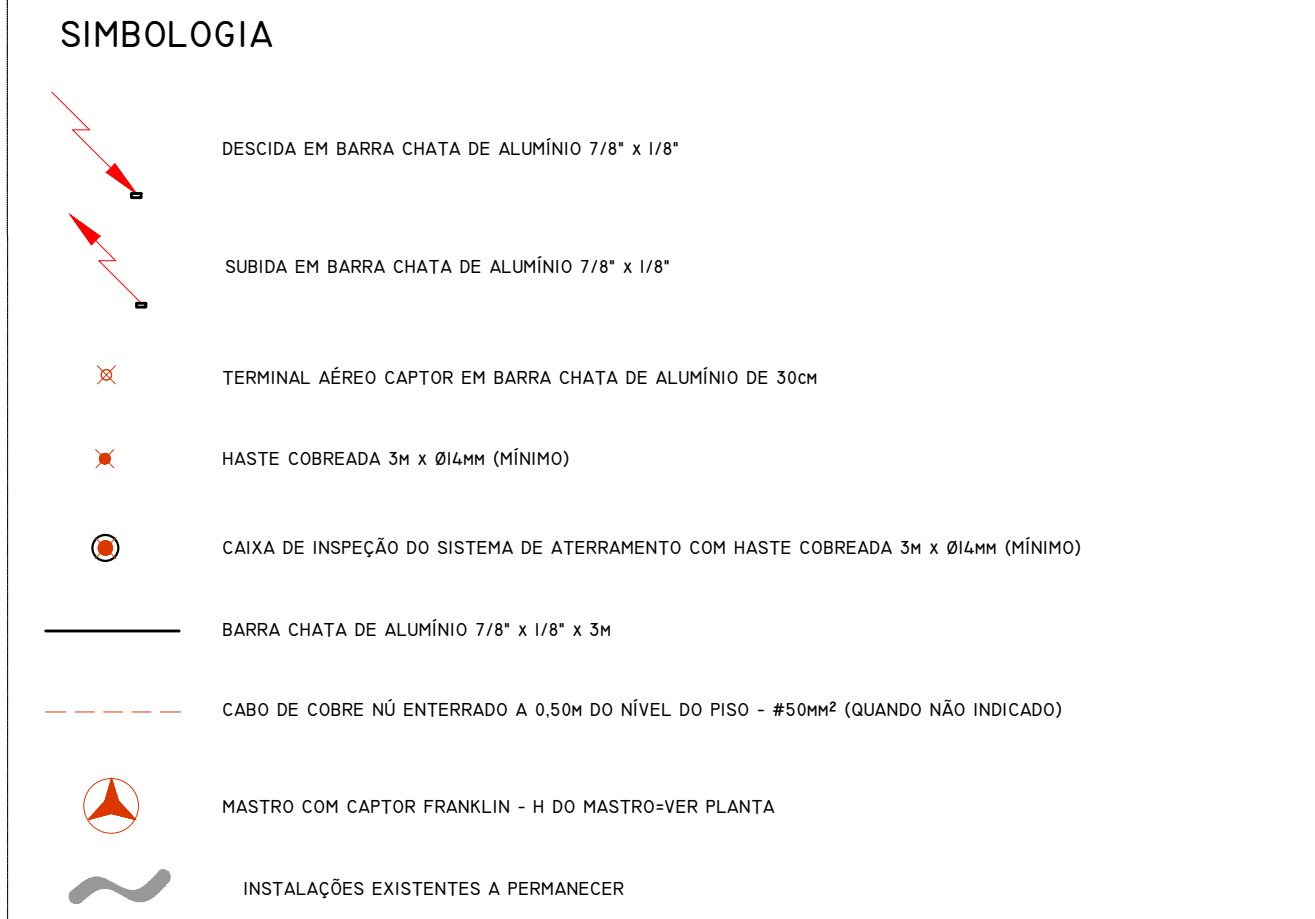 SIMBOLOGIA
DESCIDA EM BARRA CHATA DE ALUMÍNIO 7/8" x 1/8"
SUBIDA EM BARRA CHATA DE ALUMÍNIO 7/8" x 1/8"
TERMINAL AÉREO CAPTOR EM BARRA CHATA DE ALUMÍNIO DE 30cm
HASTE COBREADA 3m x Ø14mm (MÍNIMO)
CAIXA DE INSPEÇÃO DO SISTEMA DE ATERRAMENTO COM HASTE COBREADA 3m x Ø14mm (MÍNIMO)
BARRA CHATA DE ALUMÍNIO 7/8" x 1/8" x 3m
CABO DE COBRE NÚ ENTERRADO A 0,50m DO NÍVEL DO PISO - #50mm² (QUANDO NÃO INDICADO)
MASTRO COM CAPTOR FRANKLIN - H DO MASTRO=VER PLANTA
INSTALAÇÕES EXISTENTES A PERMANECER